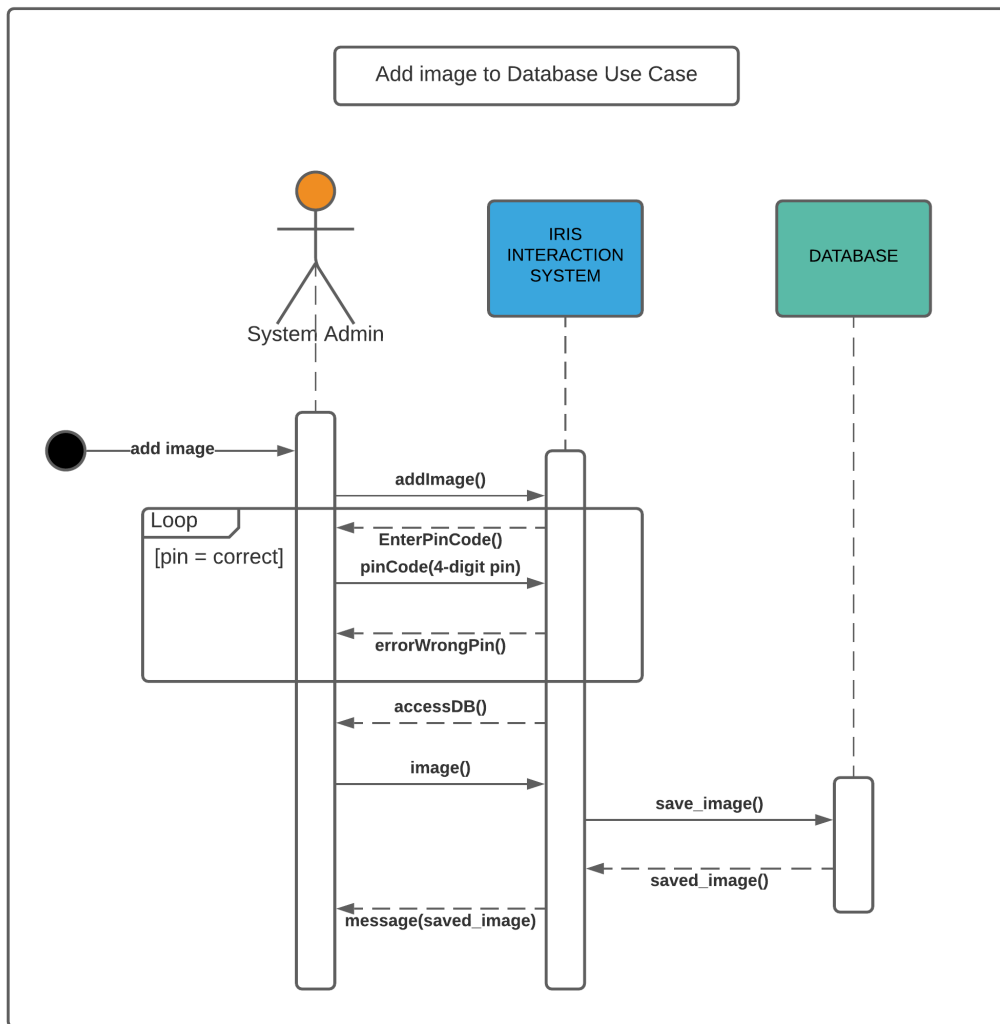 Add image to Database Use Case
IRIS
INTERACTION
SYSTEM
DATABASE
System Admin
add image
addImage()
Loop
EnterPinCode()
[pin = correct]
pinCode(4-digit pin)
errorWrongPin()
accessDB()
image()
save_image()
saved_image()
message(saved_image)